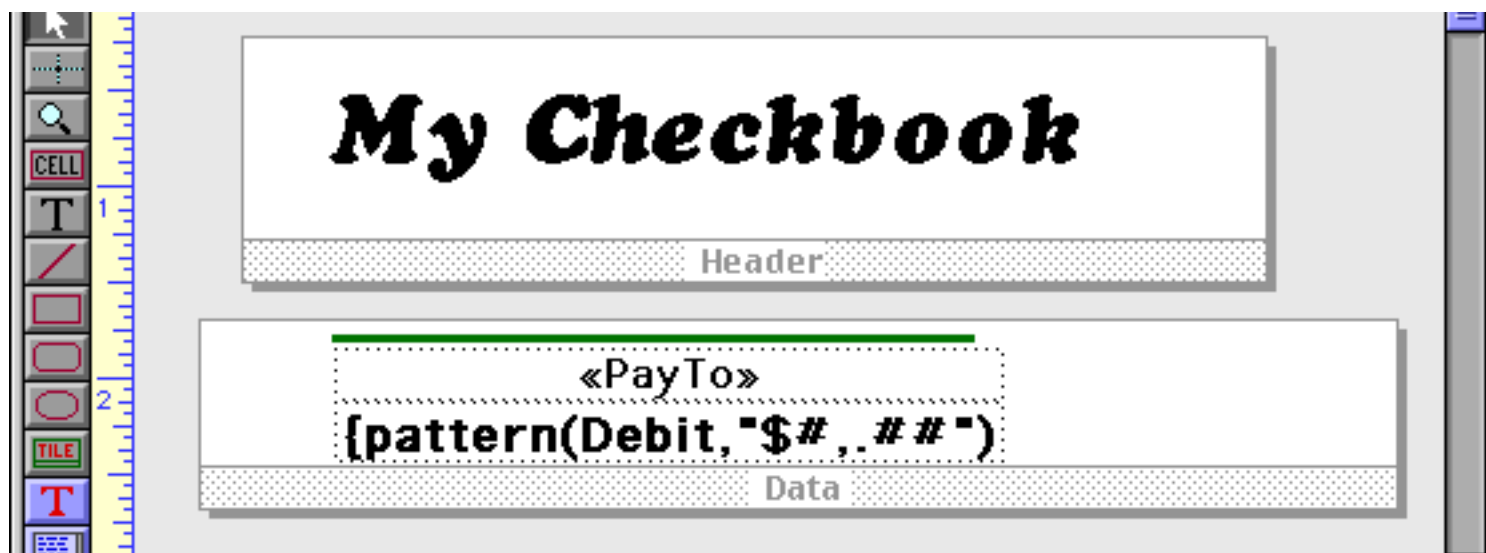 My Checkbook
CELL
T
1
Header
«PayTo»
2
{pattern(Debit,"$#,.##")
TILE
Data
T